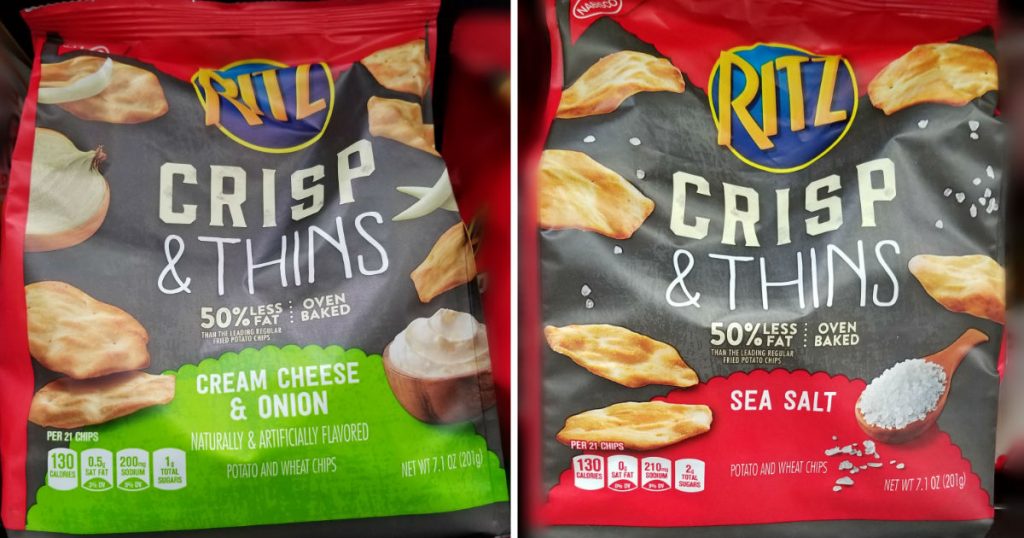 RITZ
CRISP
& THINS
50% LESS FAT
OVEN BAKED
THAN THE LEADING REGULAR
FRIED POTATO CHIPS
CREAM CHEESE
& ONION
NATURALLY & ARTIFICIALLY FLAVORED
PER 21 CHIPS
130 CALORIES
0.5g SAT FAT
200mg SODIUM
1g TOTAL SUGARS
POTATO AND WHEAT CHIPS
NET WT 7.1 OZ (201g)
NABISCO
RITZ
CRISP
& THINS
50% LESS FAT
OVEN BAKED
THAN THE LEADING REGULAR
FRIED POTATO CHIPS
SEA SALT
PER 21 CHIPS
130 CALORIES
0g SAT FAT
0% DV
210mg SODIUM
9% DV
2g TOTAL SUGARS
POTATO AND WHEAT CHIPS
NET WT 7.1 OZ (201g)